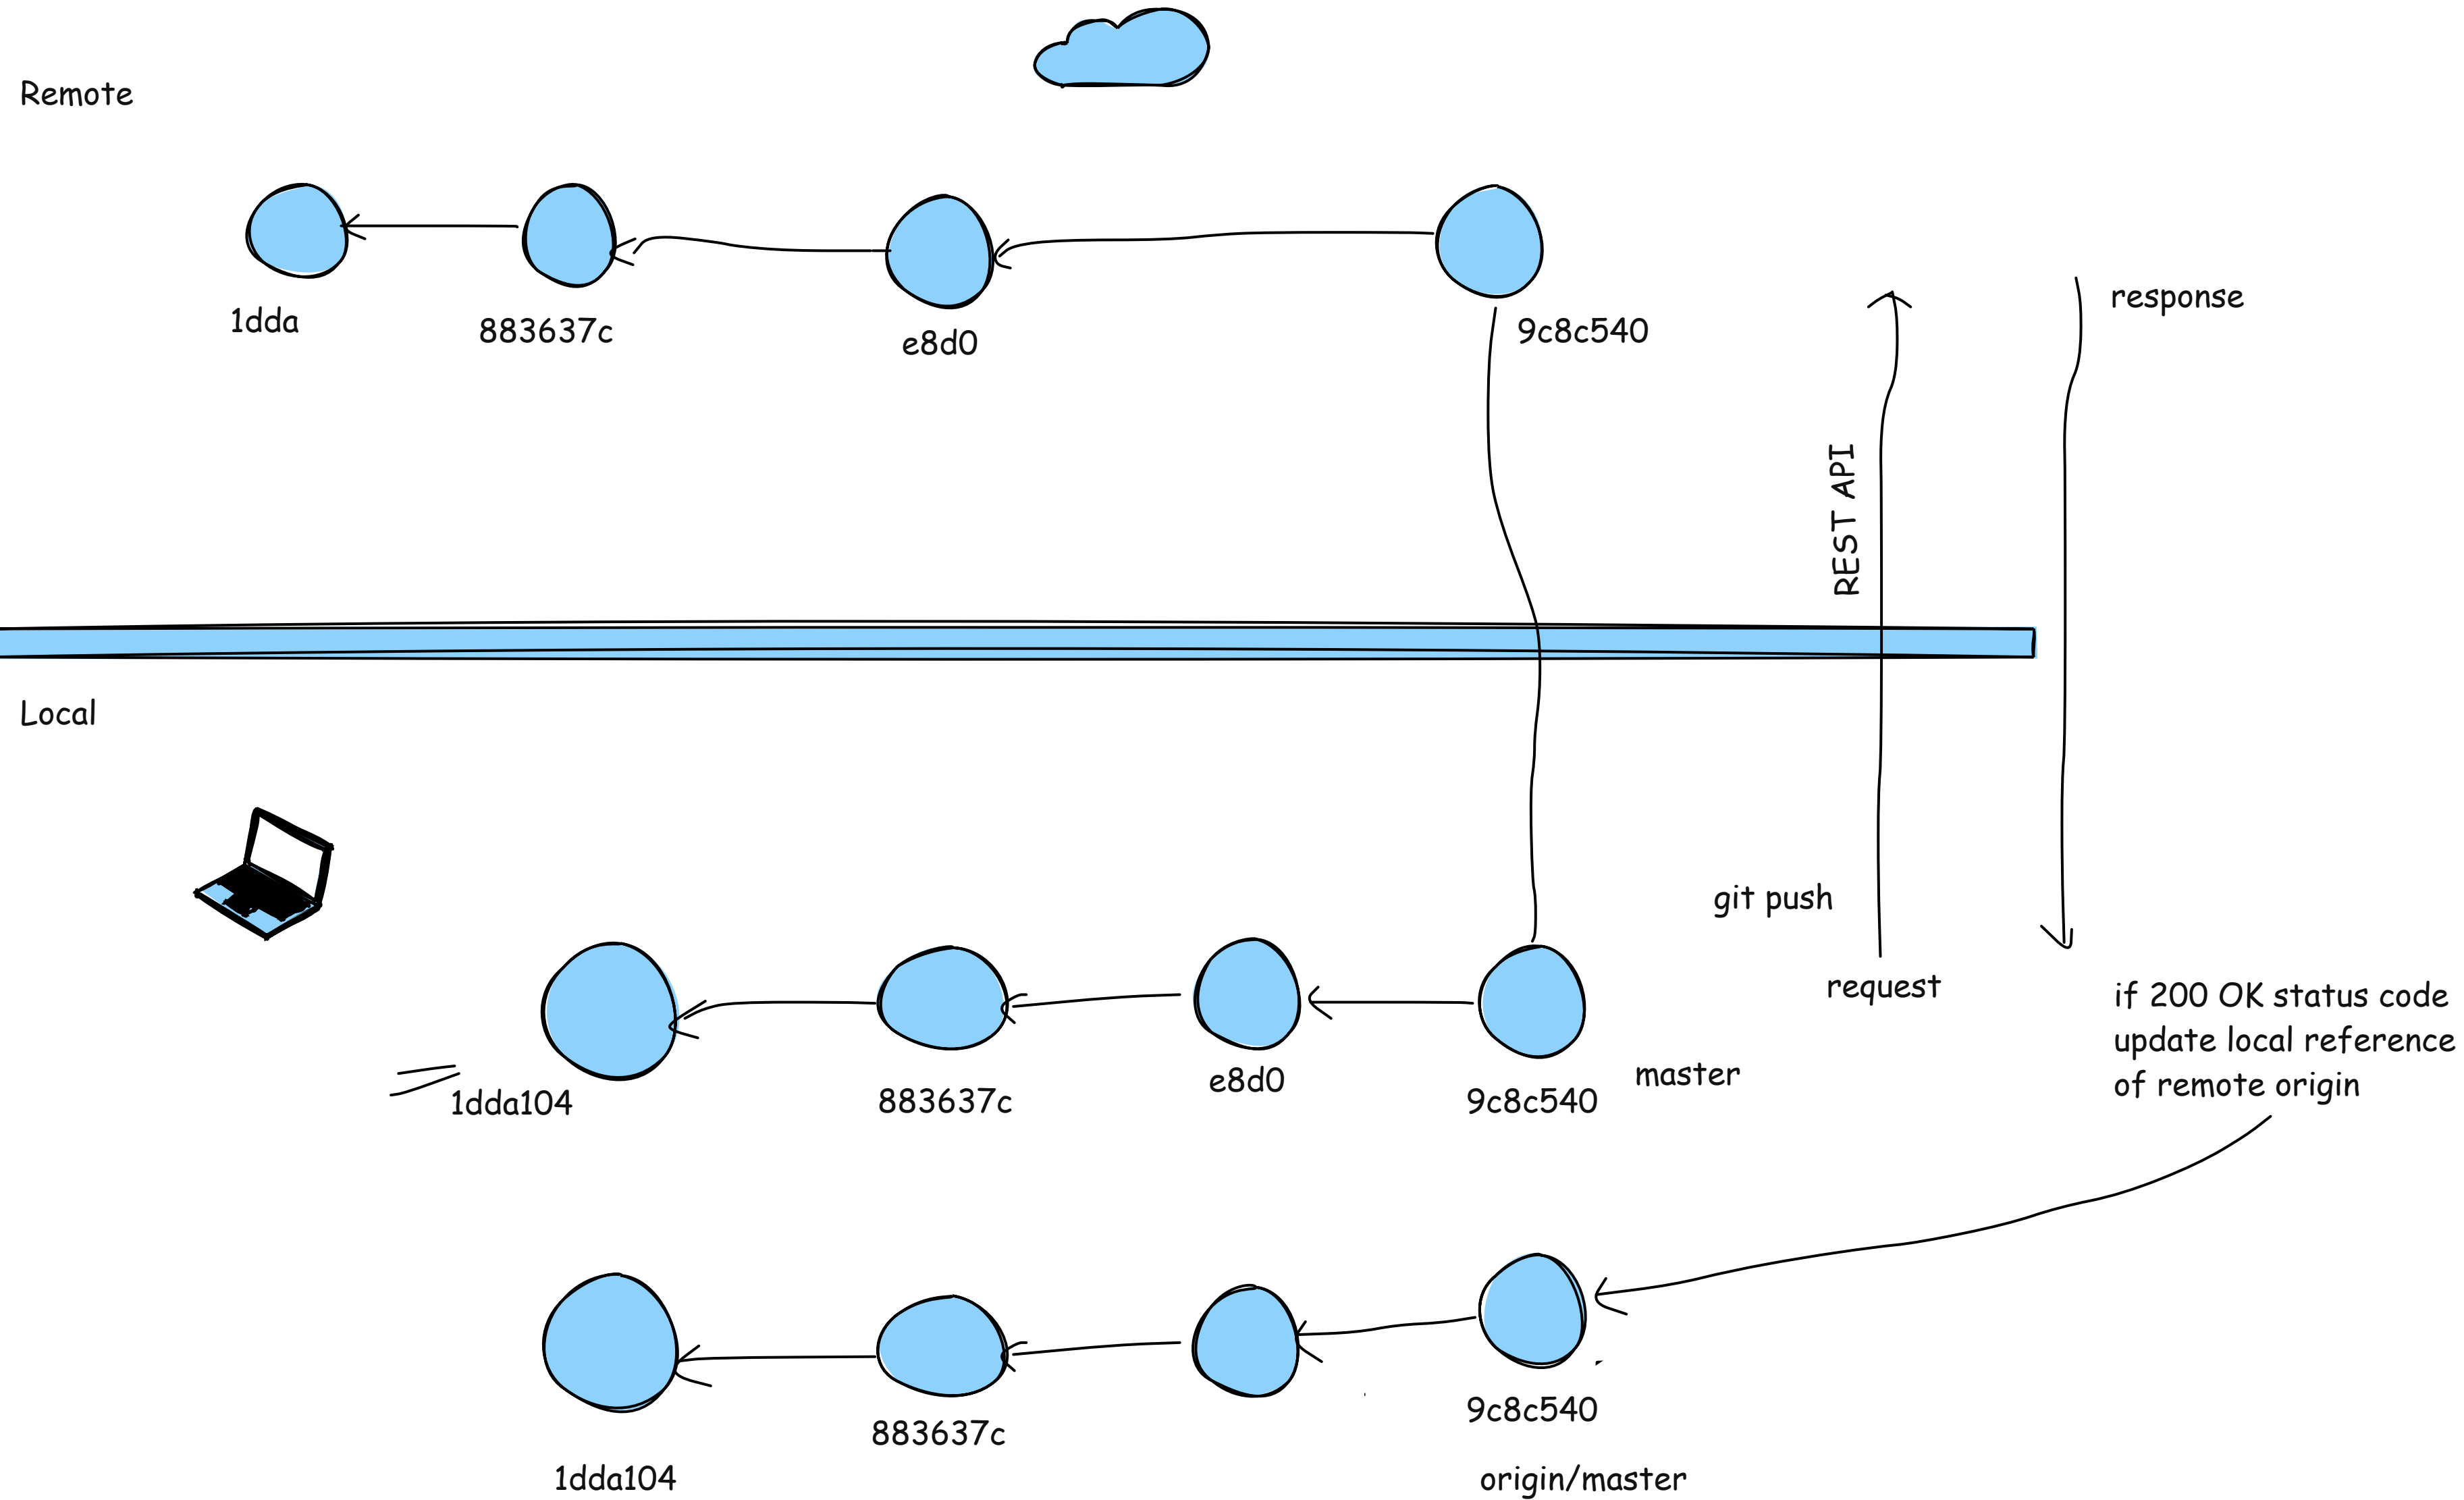 Remote
1dda
883637c
e8d0
9c8c540
response
REST API
Local
git push
request
if 200 OK status code
update local reference
of remote origin
1dda104
883637c
e8d0
9c8c540
master
1dda104
883637c
9c8c540
origin/master